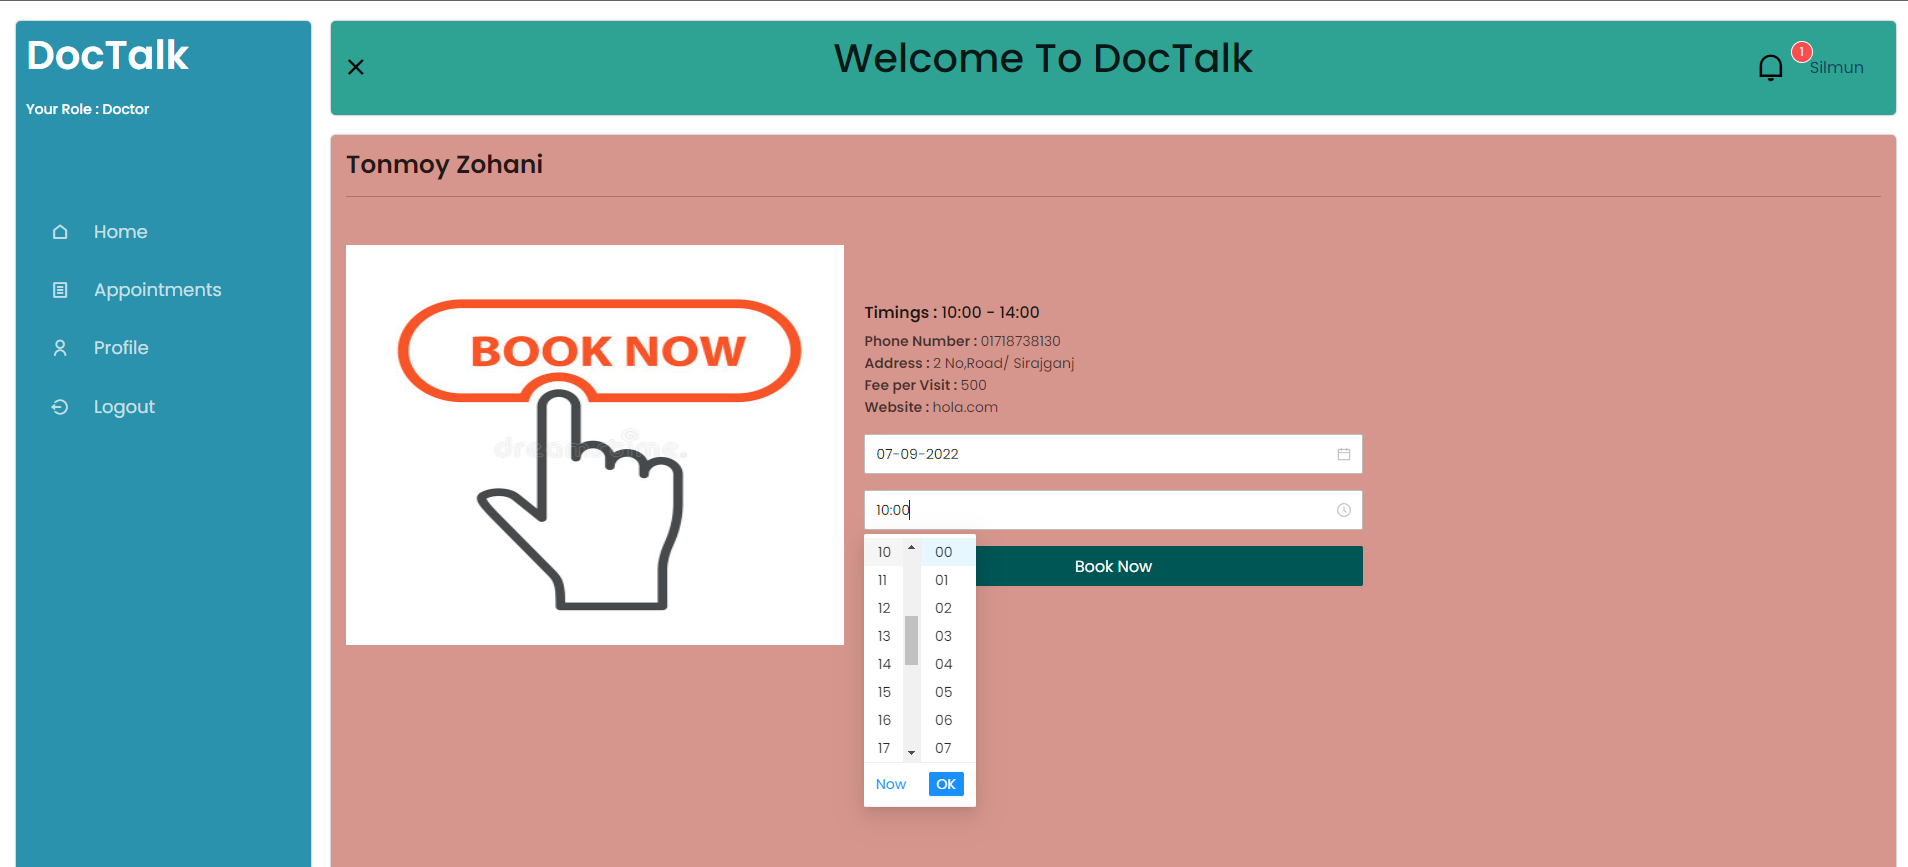 DocTalk
Your Role : Doctor
Home
Appointments
Profile
Logout
Welcome To DocTalk
1
Silmun
Tonmoy Zohani
BOOK NOW
dreamstime.
Timings : 10:00 - 14:00
Phone Number : 01718738130
Address : 2 No,Road/ Sirajganj
Fee per Visit : 500
Website : hola.com
07-09-2022
10:00
10 00
11 01
12 02
13 03
14 04
15 05
16 06
17 07
Now OK
Book Now